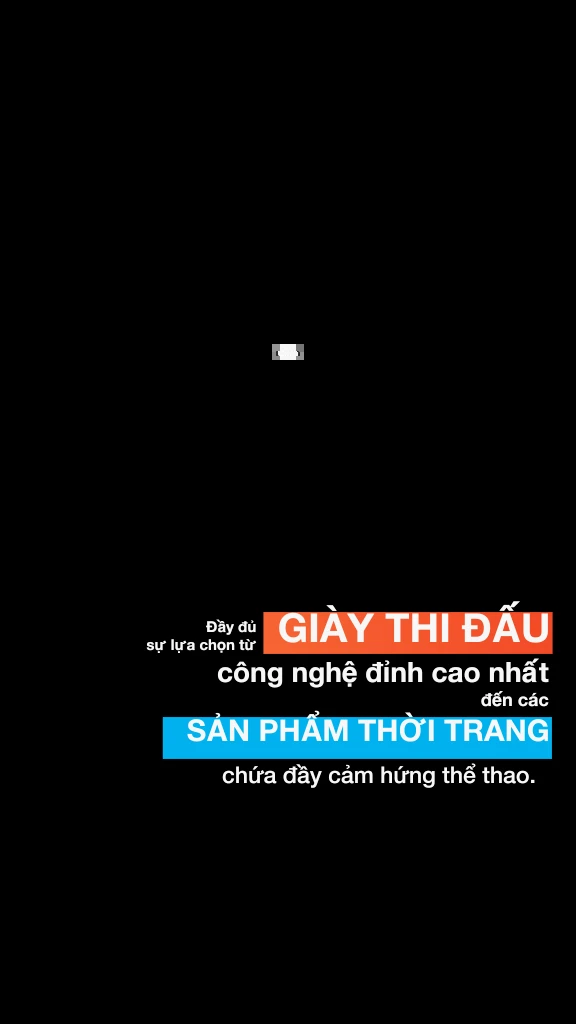 Đầy đủ
sự lựa chọn từ
GIÀY THI ĐẤU
công nghệ đỉnh cao nhất
đến các
SẢN PHẨM THỜI TRANG
chứa đầy cảm hứng thể thao.